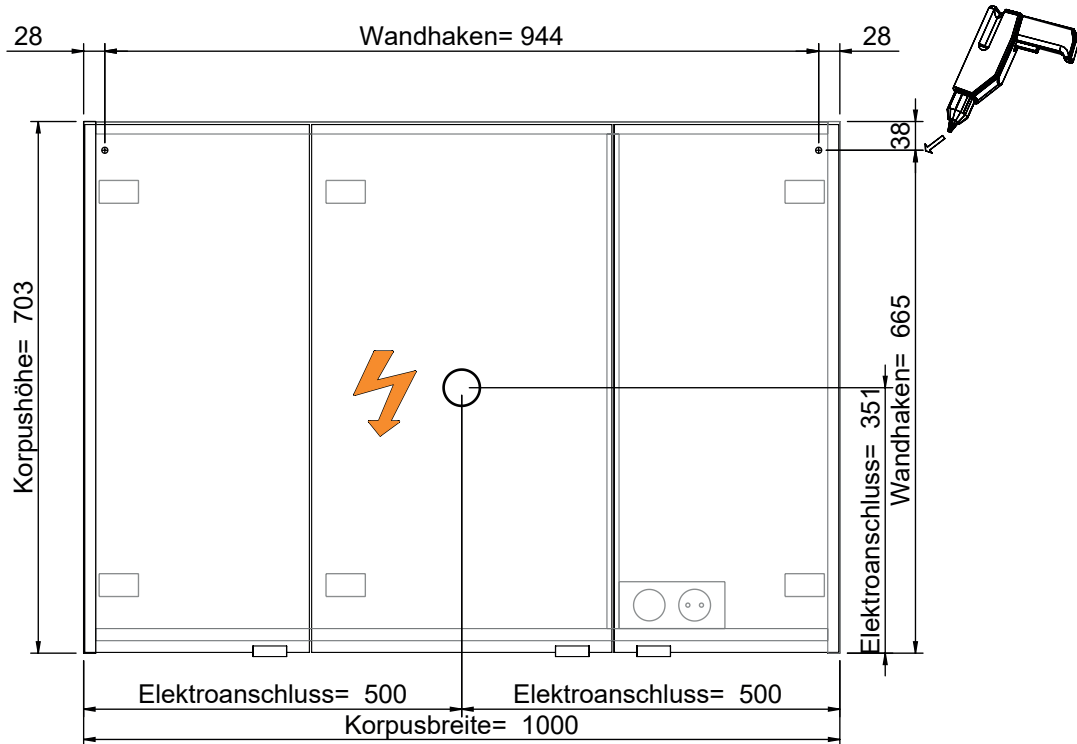 28
Wandhaken= 944
28
38
Korpushöhe= 703
Wandhaken= 665
Elektroanschluss= 351
Elektroanschluss= 500
Elektroanschluss= 500
Korpusbreite= 1000